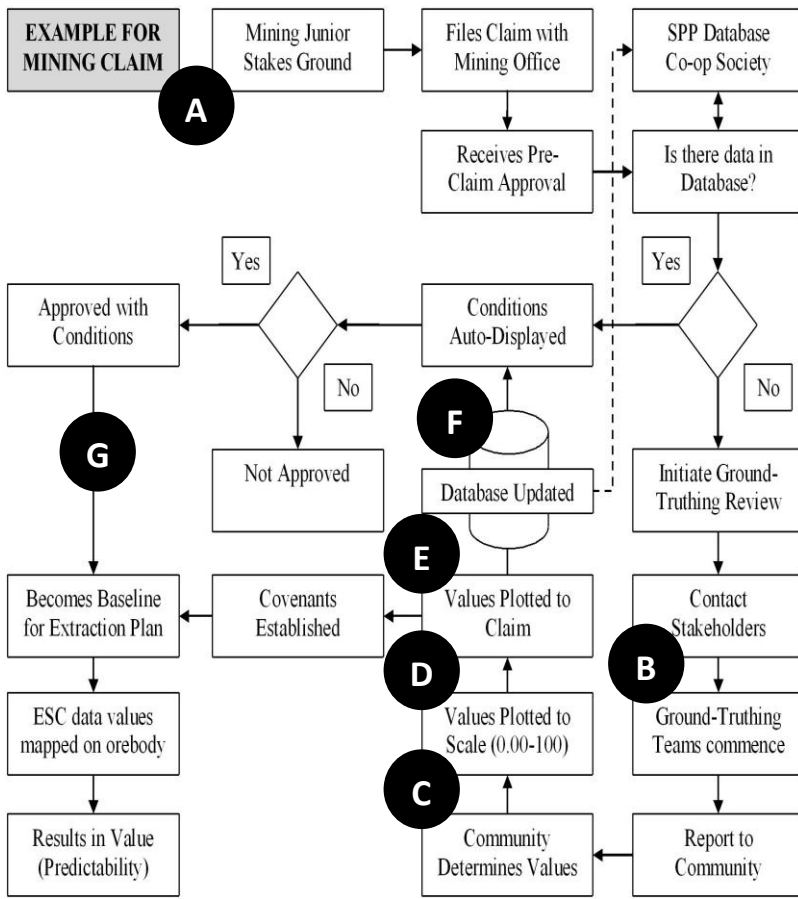 EXAMPLE FOR
MINING CLAIM
Mining Junior
Stakes Ground
Files Claim with
Mining Office
SPP Database
Co-op Society
A
Receives Pre-
Claim Approval
Is there data in
Database?
Yes
Yes
Approved with
Conditions
Conditions
Auto-Displayed
No
No
F
G
Not Approved
Database Updated
Initiate Ground-
Truthing Review
E
Becomes Baseline
for Extraction Plan
Covenants
Established
Values Plotted to
Claim
Contact
Stakeholders
D
B
ESC data values
mapped on orebody
Values Plotted to
Scale (0.00-100)
Ground-Truthing
Teams commence
C
Results in Value
(Predictability)
Community
Determines Values
Report to
Community